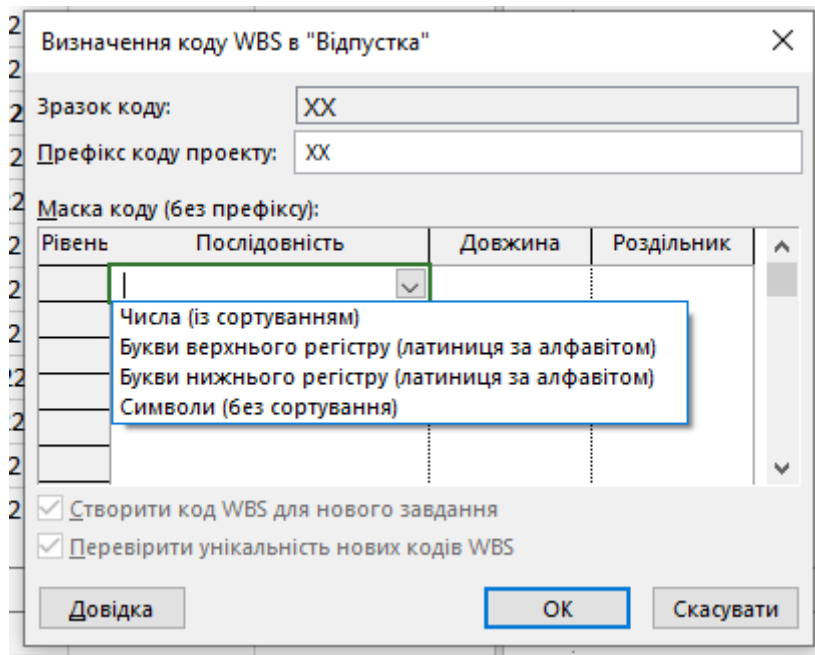 Визначення коду WBS в "Відпустка"
Зразок коду: XX
Префікс коду проекту: XX
Маска коду (без префіксу):
Рівень Послідовність Довжина Роздільник
Числа (із сортуванням)
Букви верхнього регістру (латиниця за алфавітом)
Букви нижнього регістру (латиниця за алфавітом)
Символи (без сортування)
Створити код WBS для нового завдання
Перевірити унікальність нових кодів WBS
Довідка ОК Скасувати